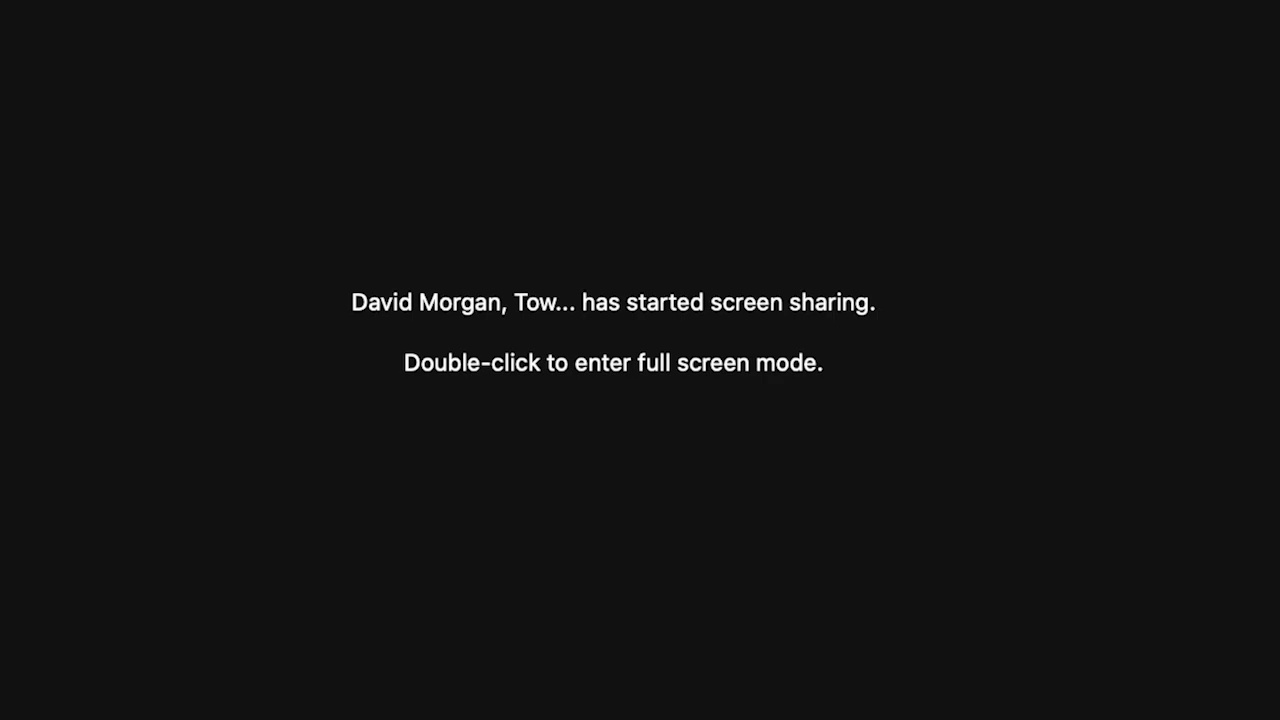 David Morgan, Tow... has started screen sharing.
Double-click to enter full screen mode.